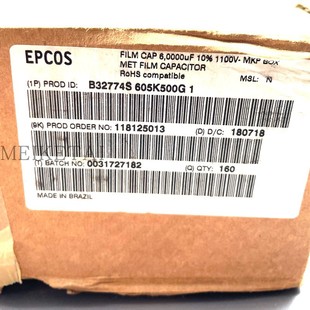 EPCOS
FILM CAP 6,0000uF 10% 1100V- MKP BOX
MET FILM CAPACITOR
RoHS compatible
MSL: N
(1P) PROD ID: B32774S 605K500G 1
(9K) PROD ORDER NO: 118125013
(D) D/C: 180718
(T) BATCH NO: 0031727182
(Q) QTY: 160
MADE IN BRAZIL